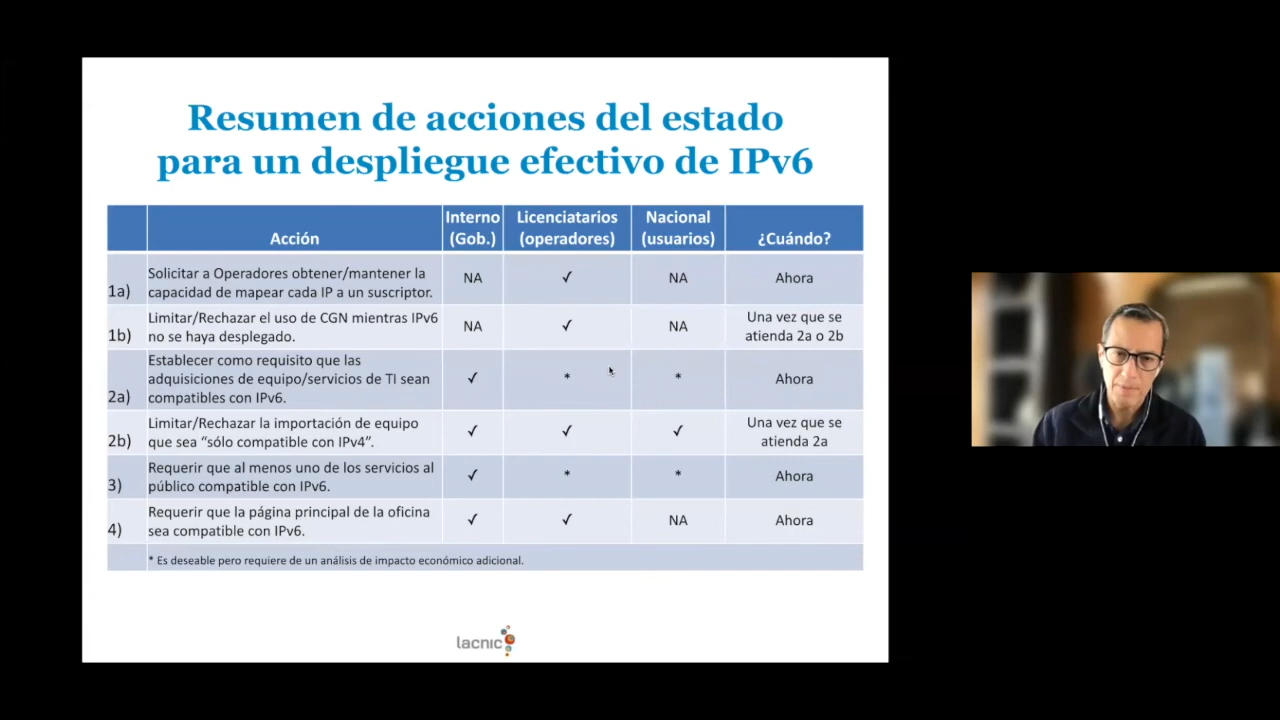 Resumen de acciones del estado
para un despliegue efectivo de IPv6
Acción
Interno
(Gob.)
Licenciatarios
(operadores)
Nacional
(usuarios)
¿Cuándo?
1a)
Solicitar a Operadores obtener/mantener la
capacidad de mapear cada IP a un suscriptor.
NA
✓
NA
Ahora
1b)
Limitar/Rechazar el uso de CGN mientras IPv6
no se haya desplegado.
NA
✓
NA
Una vez que se
atienda 2a o 2b
2a)
Establecer como requisito que las
adquisiciones de equipo/servicios de TI sean
compatibles con IPv6.
✓
*
*
Ahora
2b)
Limitar/Rechazar la importación de equipo
que sea “sólo compatible con IPv4”.
✓
✓
✓
Una vez que se
atienda 2a
3)
Requerir que al menos uno de los servicios al
público compatible con IPv6.
✓
*
*
Ahora
4)
Requerir que la página principal de la oficina
sea compatible con IPv6.
✓
✓
NA
Ahora
* Es deseable pero requiere de un análisis de impacto económico adicional.
lacnic